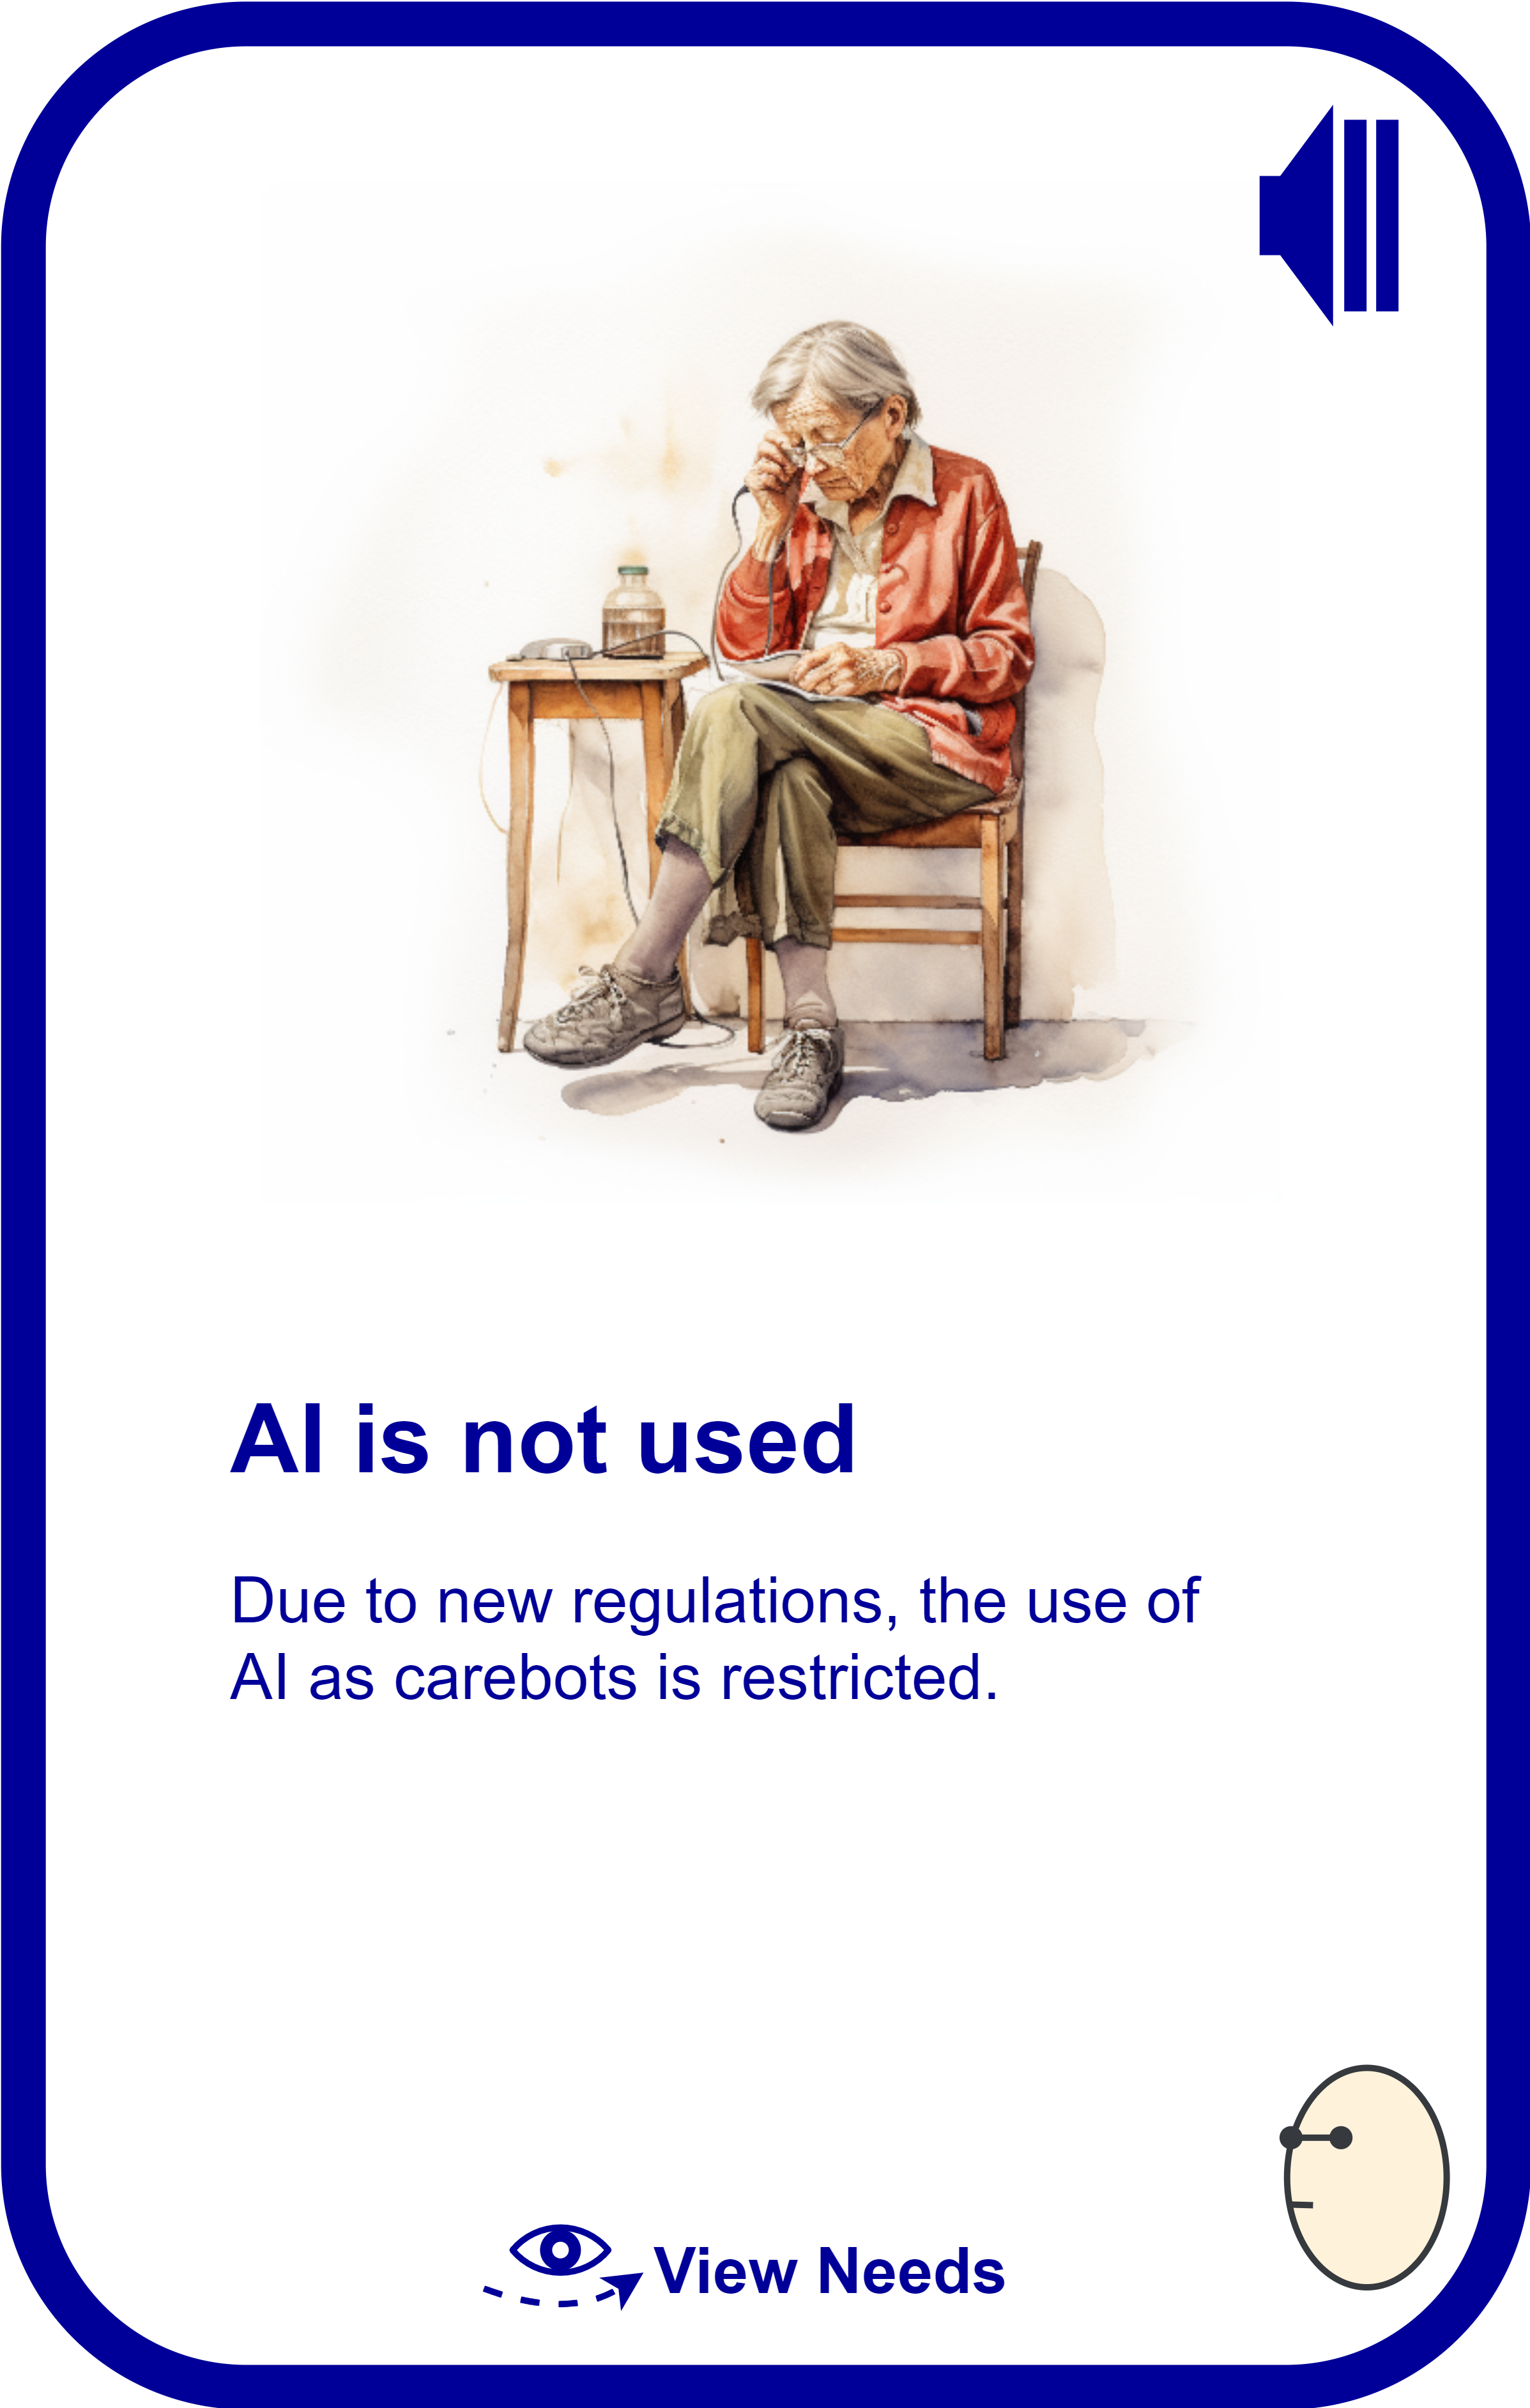 AI is not used
Due to new regulations, the use of
AI as carebots is restricted.
View Needs